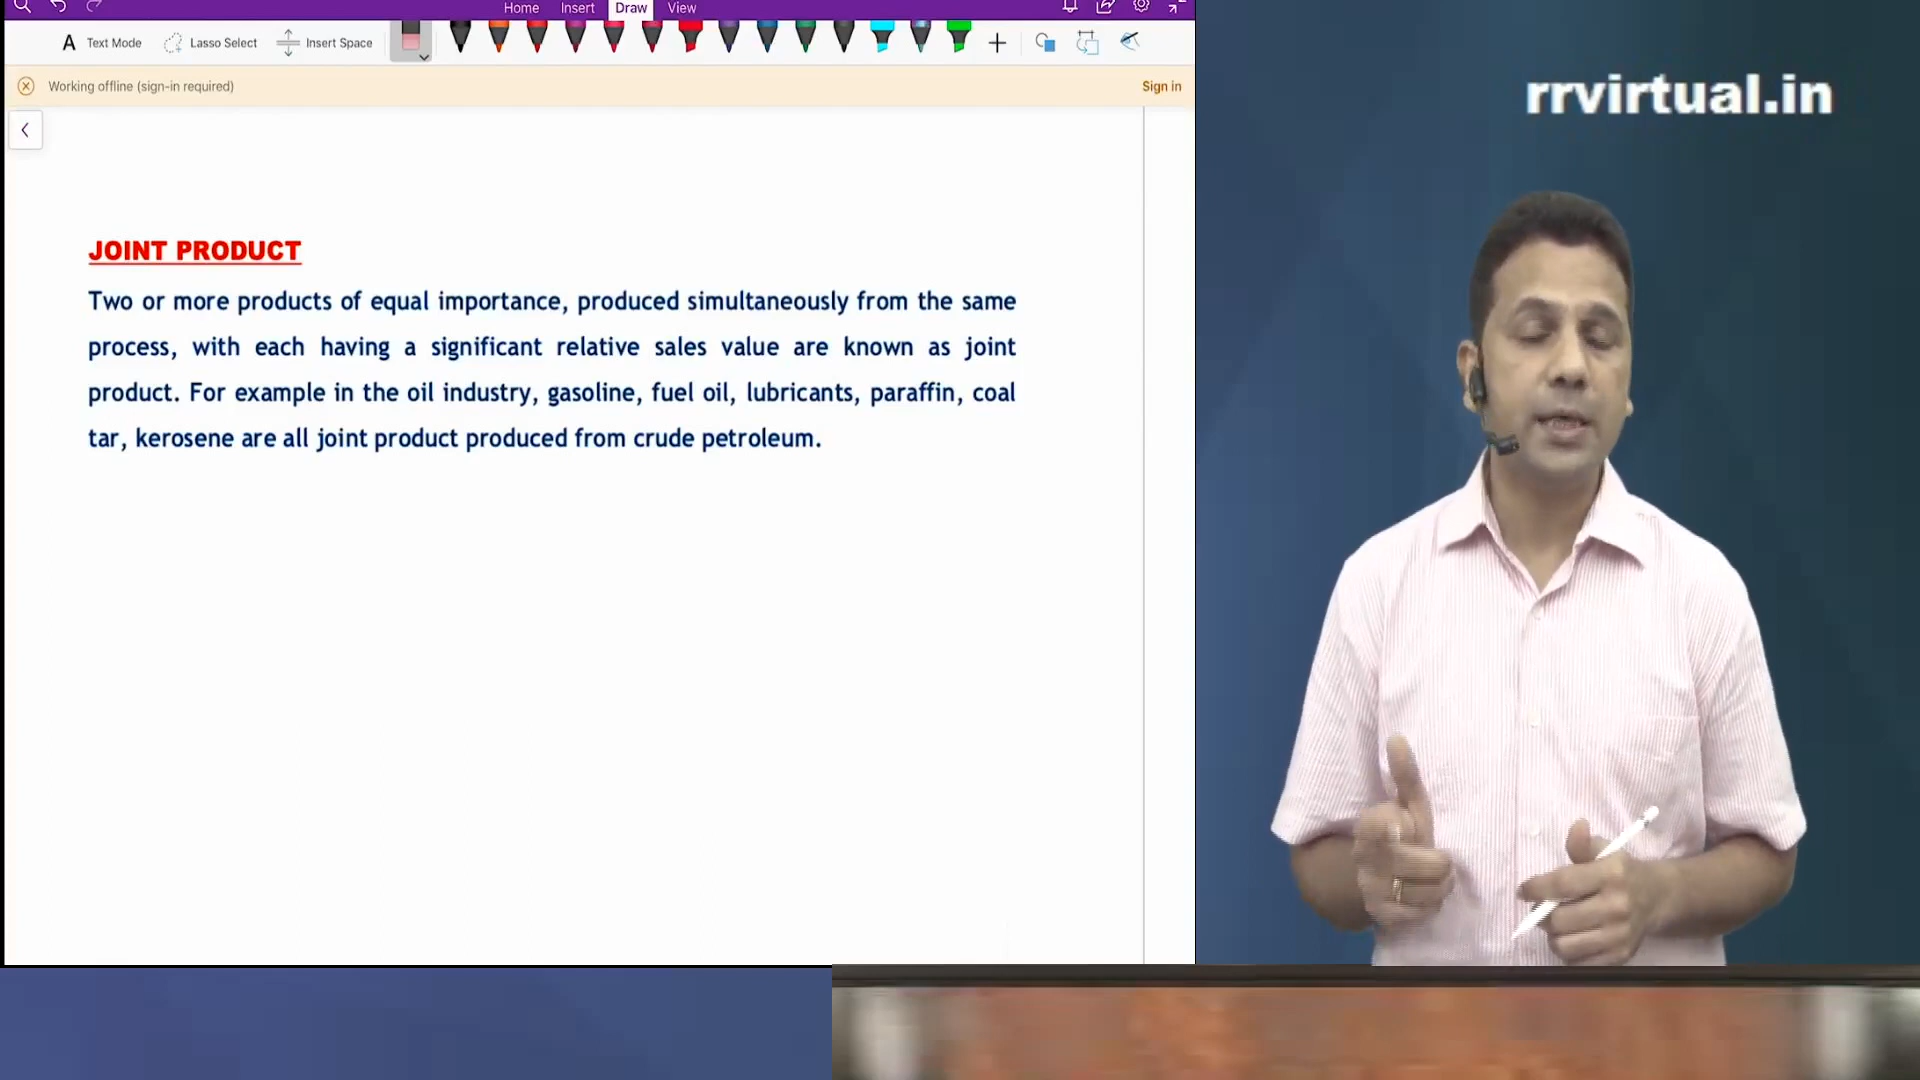 Home Insert Draw View
Text Mode Lasso Select Insert Space
Working offline (sign-in required) Sign in
rrvirtual.in
JOINT PRODUCT
Two or more products of equal importance, produced simultaneously from the same
process, with each having a significant relative sales value are known as joint
product. For example in the oil industry, gasoline, fuel oil, lubricants, paraffin, coal
tar, kerosene are all joint product produced from crude petroleum.